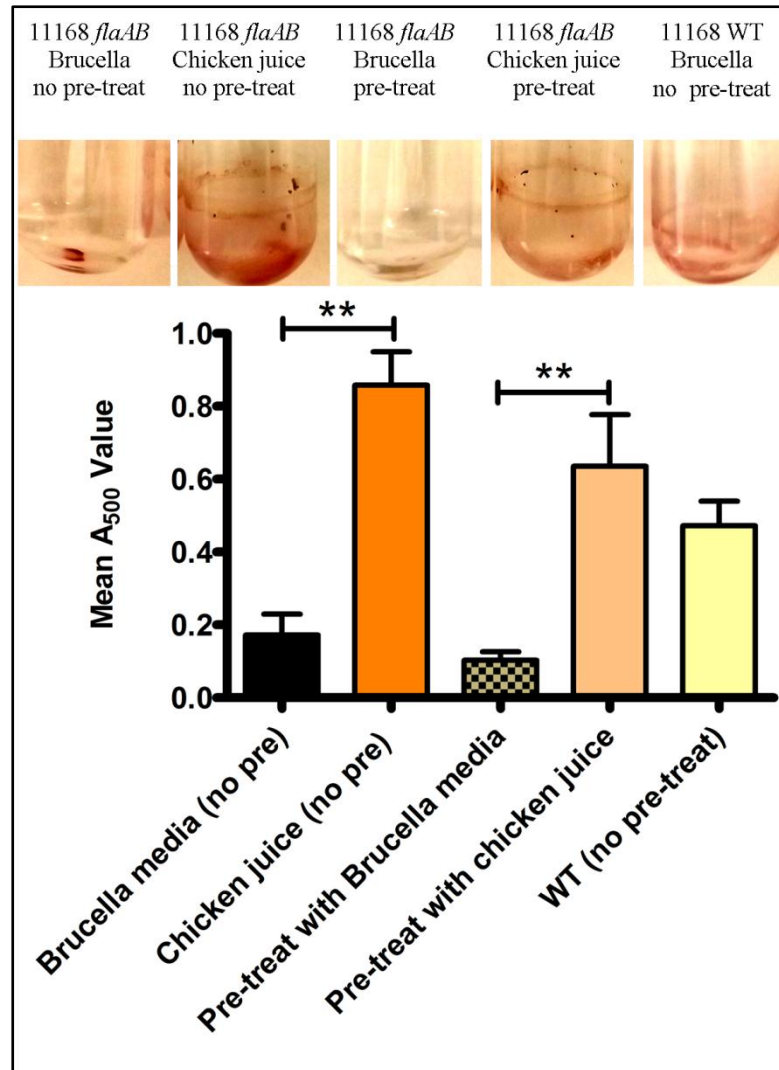 11168 flaAB
Brucella
no pre-treat
11168 flaAB
Chicken juice
no pre-treat
11168 flaAB
Brucella
pre-treat
11168 flaAB
Chicken juice
pre-treat
11168 WT
Brucella
no pre-treat
**
**
1.0
0.8
0.6
0.4
0.2
0.0
Mean A500 Value
Brucella media (no pre)
Chicken juice (no pre)
Pre-treat with Brucella media
Pre-treat with chicken juice
WT (no pre-treat)